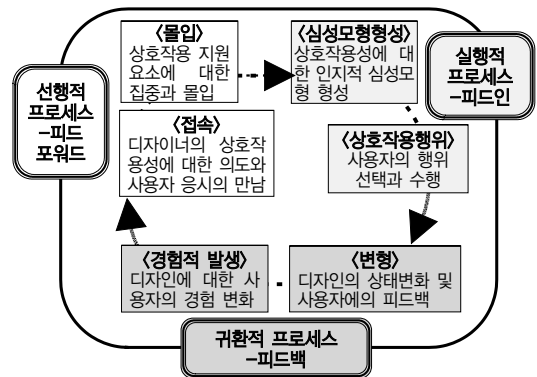 〈몰입〉
상호작용 지원
요소에 대한
집중과 몰입
〈심성모형형성〉
상호작용성에 대
한 인지적 심성모
형 형성
실행적
프로세스
-피드인
선행적
프로세스
-피드
포워드
〈접속〉
디자이너의 상호작
용성에 대한 의도와
사용자 응시의 만남
〈상호작용행위〉
사용자의 행위
선택과 수행
〈경험적 발생〉
디자인에 대한 사
용자의 경험 변화
〈변형〉
디자인의 상태변화 및
사용자에의 피드백
귀환적 프로세스
-피드백